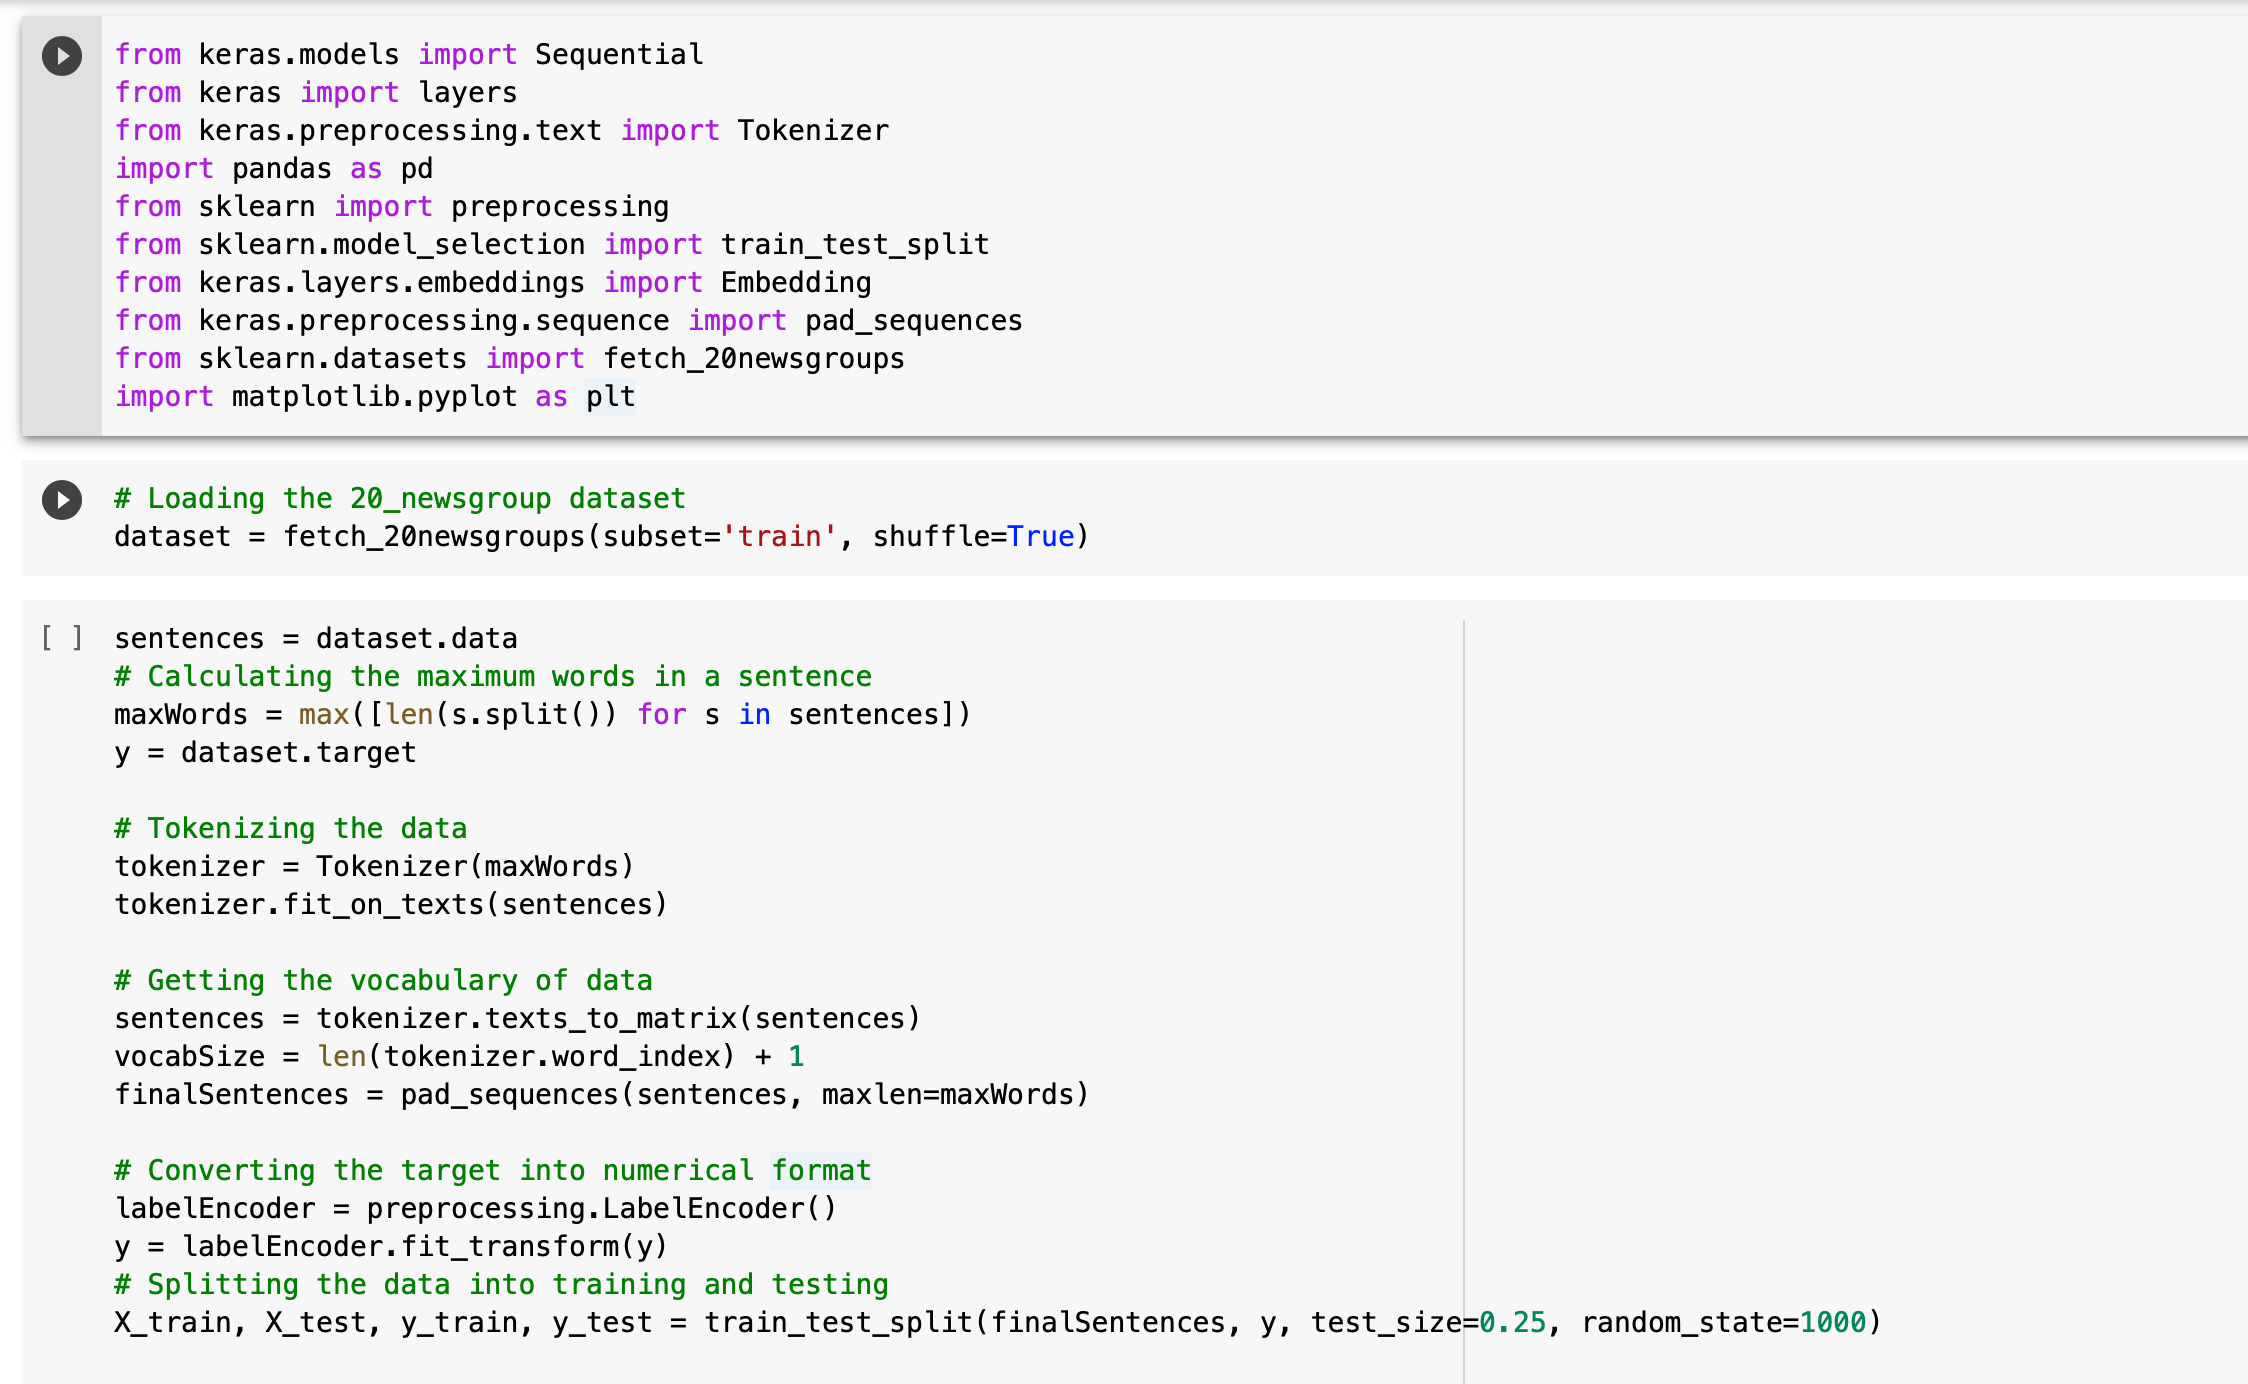 from keras.models import Sequential
from keras import layers
from keras.preprocessing.text import Tokenizer
import pandas as pd
from sklearn import preprocessing
from sklearn.model_selection import train_test_split
from keras.layers.embeddings import Embedding
from keras.preprocessing.sequence import pad_sequences
from sklearn.datasets import fetch_20newsgroups
import matplotlib.pyplot as plt
# Loading the 20_newsgroup dataset
dataset = fetch_20newsgroups(subset='train', shuffle=True)
[ ] sentences = dataset.data
# Calculating the maximum words in a sentence
maxWords = max([len(s.split()) for s in sentences])
y = dataset.target
# Tokenizing the data
tokenizer = Tokenizer(maxWords)
tokenizer.fit_on_texts(sentences)
# Getting the vocabulary of data
sentences = tokenizer.texts_to_matrix(sentences)
vocabSize = len(tokenizer.word_index) + 1
finalSentences = pad_sequences(sentences, maxlen=maxWords)
# Converting the target into numerical format
labelEncoder = preprocessing.LabelEncoder()
y = labelEncoder.fit_transform(y)
# Splitting the data into training and testing
X_train, X_test, y_train, y_test = train_test_split(finalSentences, y, test_size=0.25, random_state=1000)